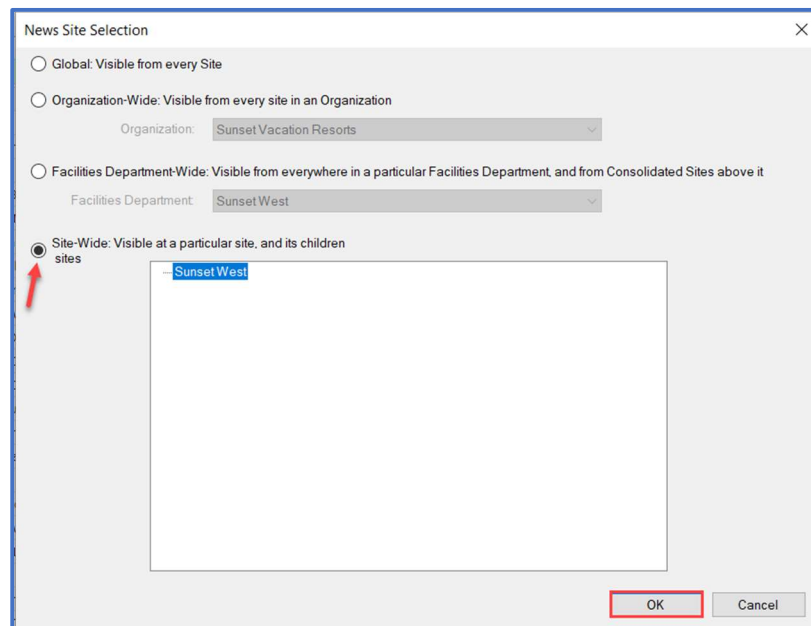 News Site Selection
Global: Visible from every Site
Organization-Wide: Visible from every site in an Organization
Organization: Sunset Vacation Resorts
Facilities Department-Wide: Visible from everywhere in a particular Facilities Department, and from Consolidated Sites above it
Facilities Department: Sunset West
Site-Wide: Visible at a particular site, and its children
sites
Sunset West
OK Cancel